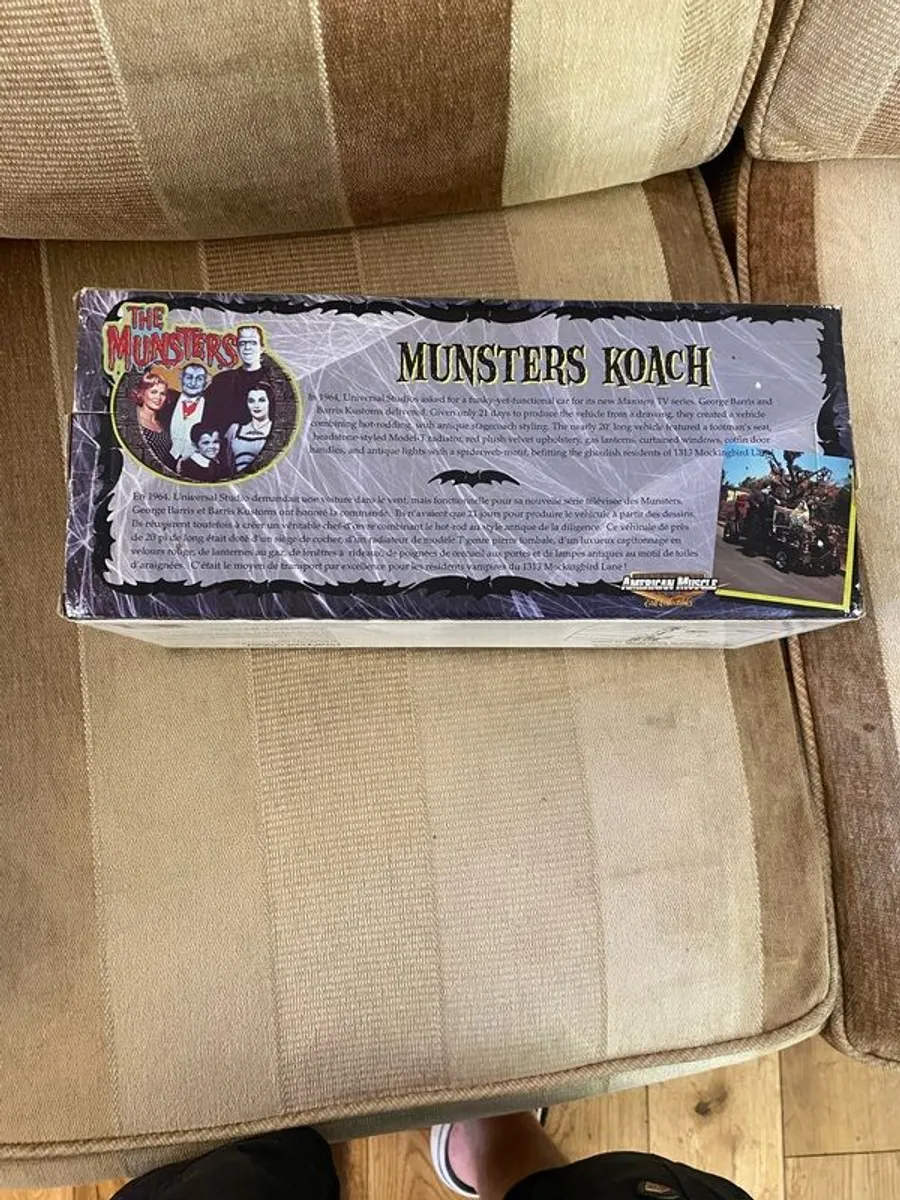 THE
MUNSTERS
MUNSTERS KOACH
In 1964, Universal Studios asked for a funky-yet-functional car for its new Munsters TV series. George Barris and
Barris Kustoms delivered. Given only 21 days to produce the vehicle from a drawing, they created a vehicle
combining hot-rodding, with antique stagecoach styling. The nearly 20' long vehicle featured a footman's seat,
headstone-styled Model-T radiator, red plush velvet upholstery, gas lanterns, curtained windows, coffin door
handles, and antique lights with a spiderweb-motif, befitting the ghoulish residents of 1313 Mockingbird Lane.
En 1964, Universal Studio demandait une voiture dans le vent, mais fonctionnelle pour sa nouvelle série télévisée des Munsters.
George Barris et Barris Kustoms ont honoré la commande. Ils n'avaient que 21 jours pour produire le véhicule à partir des dessins.
Ils réussirent toutefois à créer un véritable chef-d'œuvre combinant le hot-rod au style antique de la diligence. Ce véhicule de près
de 20 pi de long était doté d'un siège de cocher, d'un radiateur de modèle T genre pierre tombale, d'un luxueux capitonnage en
velours rouge, de lanternes au gaz, de fenêtres à rideaux, de poignées de cercueil aux portes et de lampes antiques au motif de toiles
d'araignées. C'était le moyen de transport par excellence pour les résidents vampires du 1313 Mockingbird Lane !
AMERICAN MUSCLE